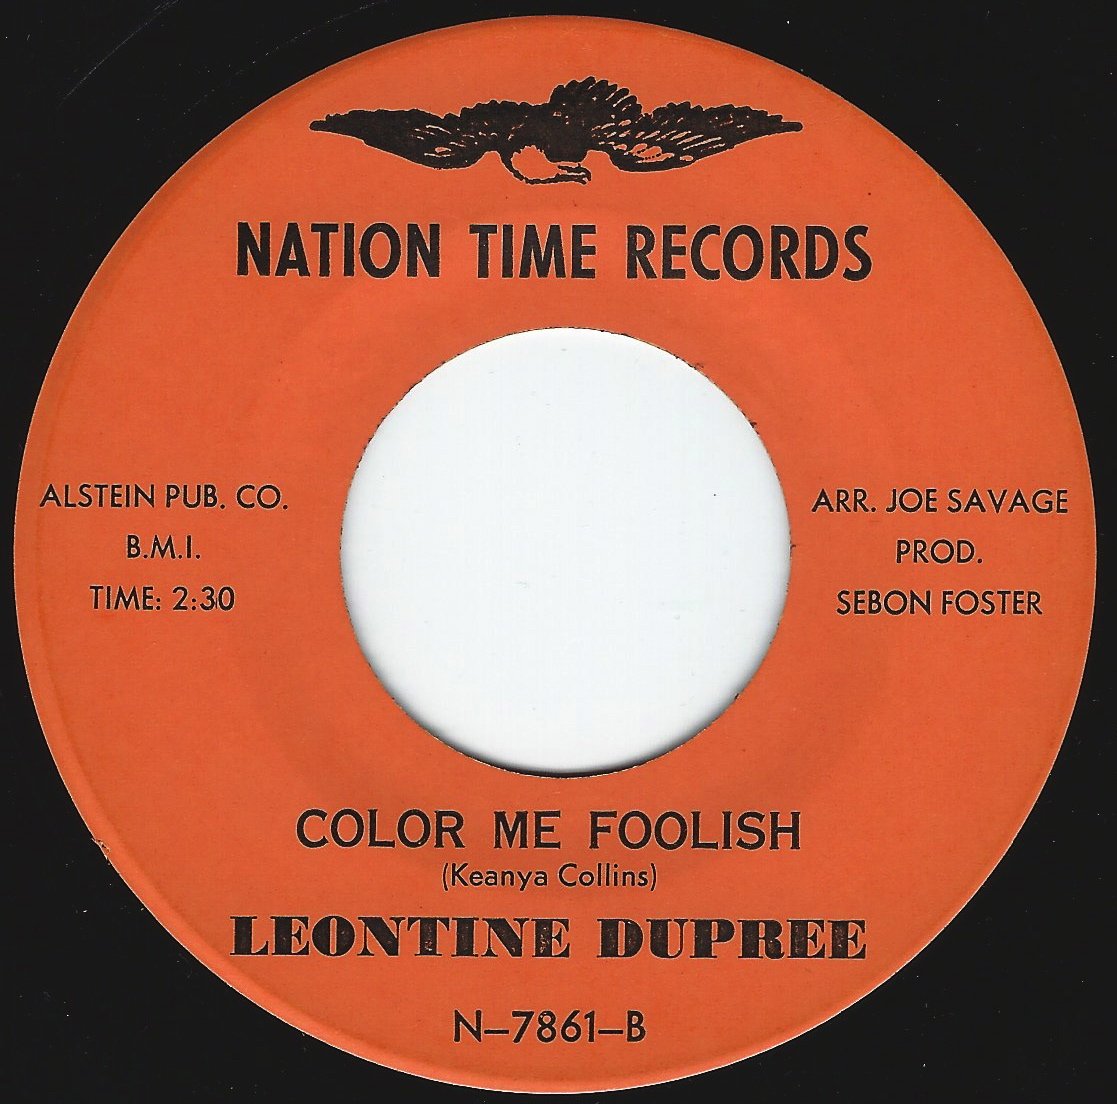 NATION TIME RECORDS
ALSTEIN PUB. CO.
B.M.I.
TIME: 2:30
ARR. JOE SAVAGE
PROD.
SEBON FOSTER
COLOR ME FOOLISH
(Keanya Collins)
LEONTINE DUPREE
N–7861–B